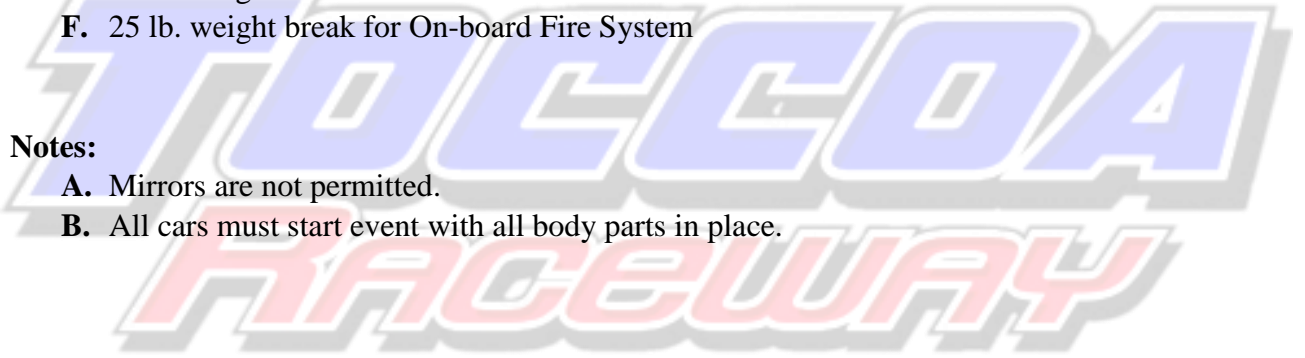 F. 25 lb. weight break for On-board Fire System
TOCCOA
Notes:
A. Mirrors are not permitted.
B. All cars must start event with all body parts in place.
RACEWAY